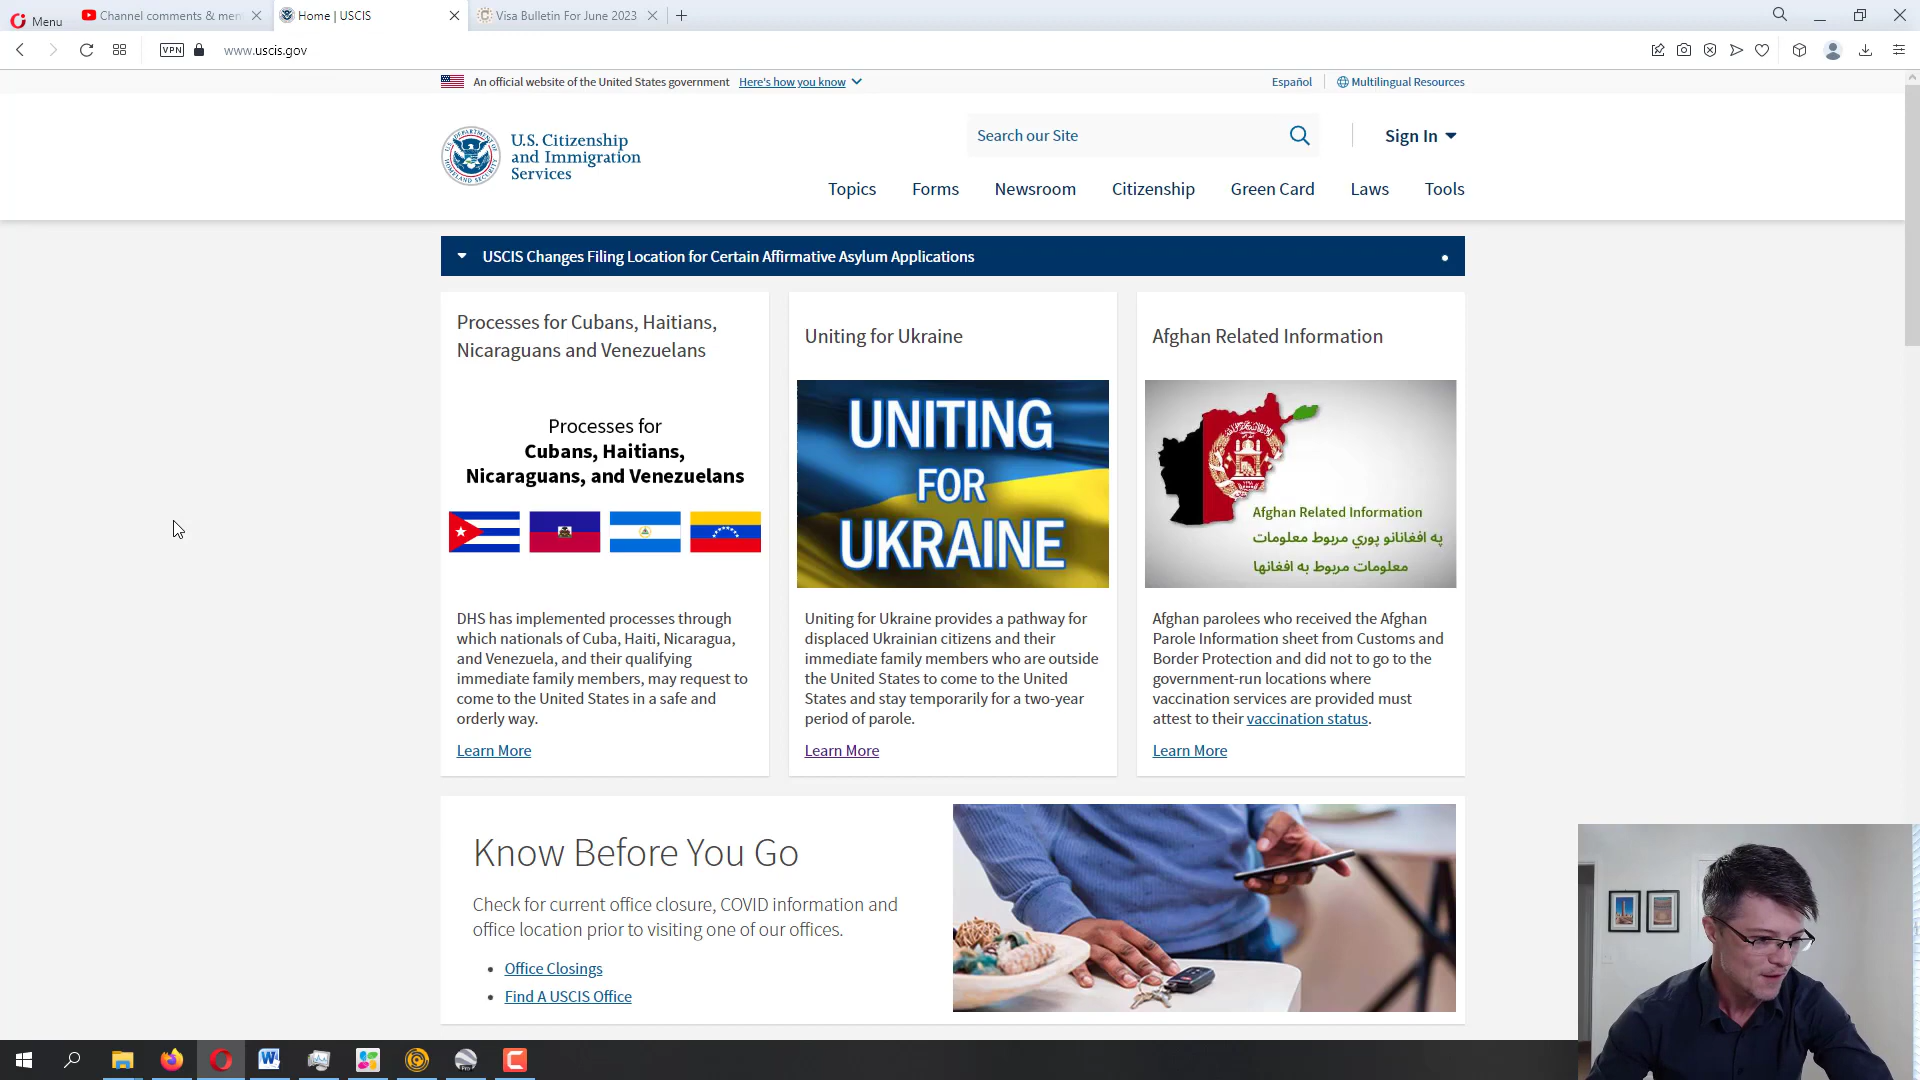 Menu
Channel comments & men
Home | USCIS
Visa Bulletin For June 2023
VPN
www.uscis.gov
An official website of the United States government Here's how you know
Español
Multilingual Resources
U.S. Citizenship
and Immigration
Services
Search our Site
Sign In
Topics Forms Newsroom Citizenship Green Card Laws Tools
USCIS Changes Filing Location for Certain Affirmative Asylum Applications
Processes for Cubans, Haitians,
Nicaraguans and Venezuelans
Processes for
Cubans, Haitians,
Nicaraguans, and Venezuelans
DHS has implemented processes through
which nationals of Cuba, Haiti, Nicaragua,
and Venezuela, and their qualifying
immediate family members, may request to
come to the United States in a safe and
orderly way.
Learn More
Uniting for Ukraine
UNITING
FOR
UKRAINE
Uniting for Ukraine provides a pathway for
displaced Ukrainian citizens and their
immediate family members who are outside
the United States to come to the United
States and stay temporarily for a two-year
period of parole.
Learn More
Afghan Related Information
Afghan Related Information
په افغانانو پوري مربوط معلومات
معلومات مربوط به افغانها
Afghan parolees who received the Afghan
Parole Information sheet from Customs and
Border Protection and did not to go to the
government-run locations where
vaccination services are provided must
attest to their vaccination status.
Learn More
Know Before You Go
Check for current office closure, COVID information and
office location prior to visiting one of our offices.
• Office Closings
• Find A USCIS Office